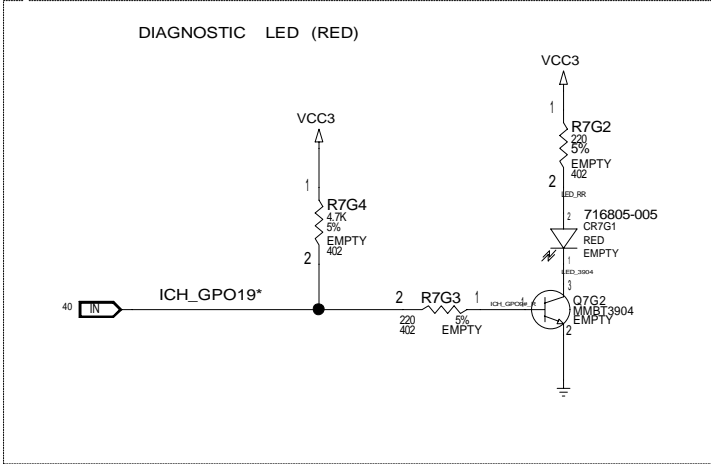 DIAGNOSTIC LED (RED)
VCC3
1
R7G2
220
5%
EMPTY
402
2
LED_RR
VCC3
1
R7G4
4.7K
5%
EMPTY
402
2
2
716805-005
CR7G1
RED
EMPTY
1
LED_3904
3
40
IN
ICH_GPO19*
2
R7G3
1
220
5%
402
EMPTY
1
Q7G2
MMBT3904
EMPTY
2